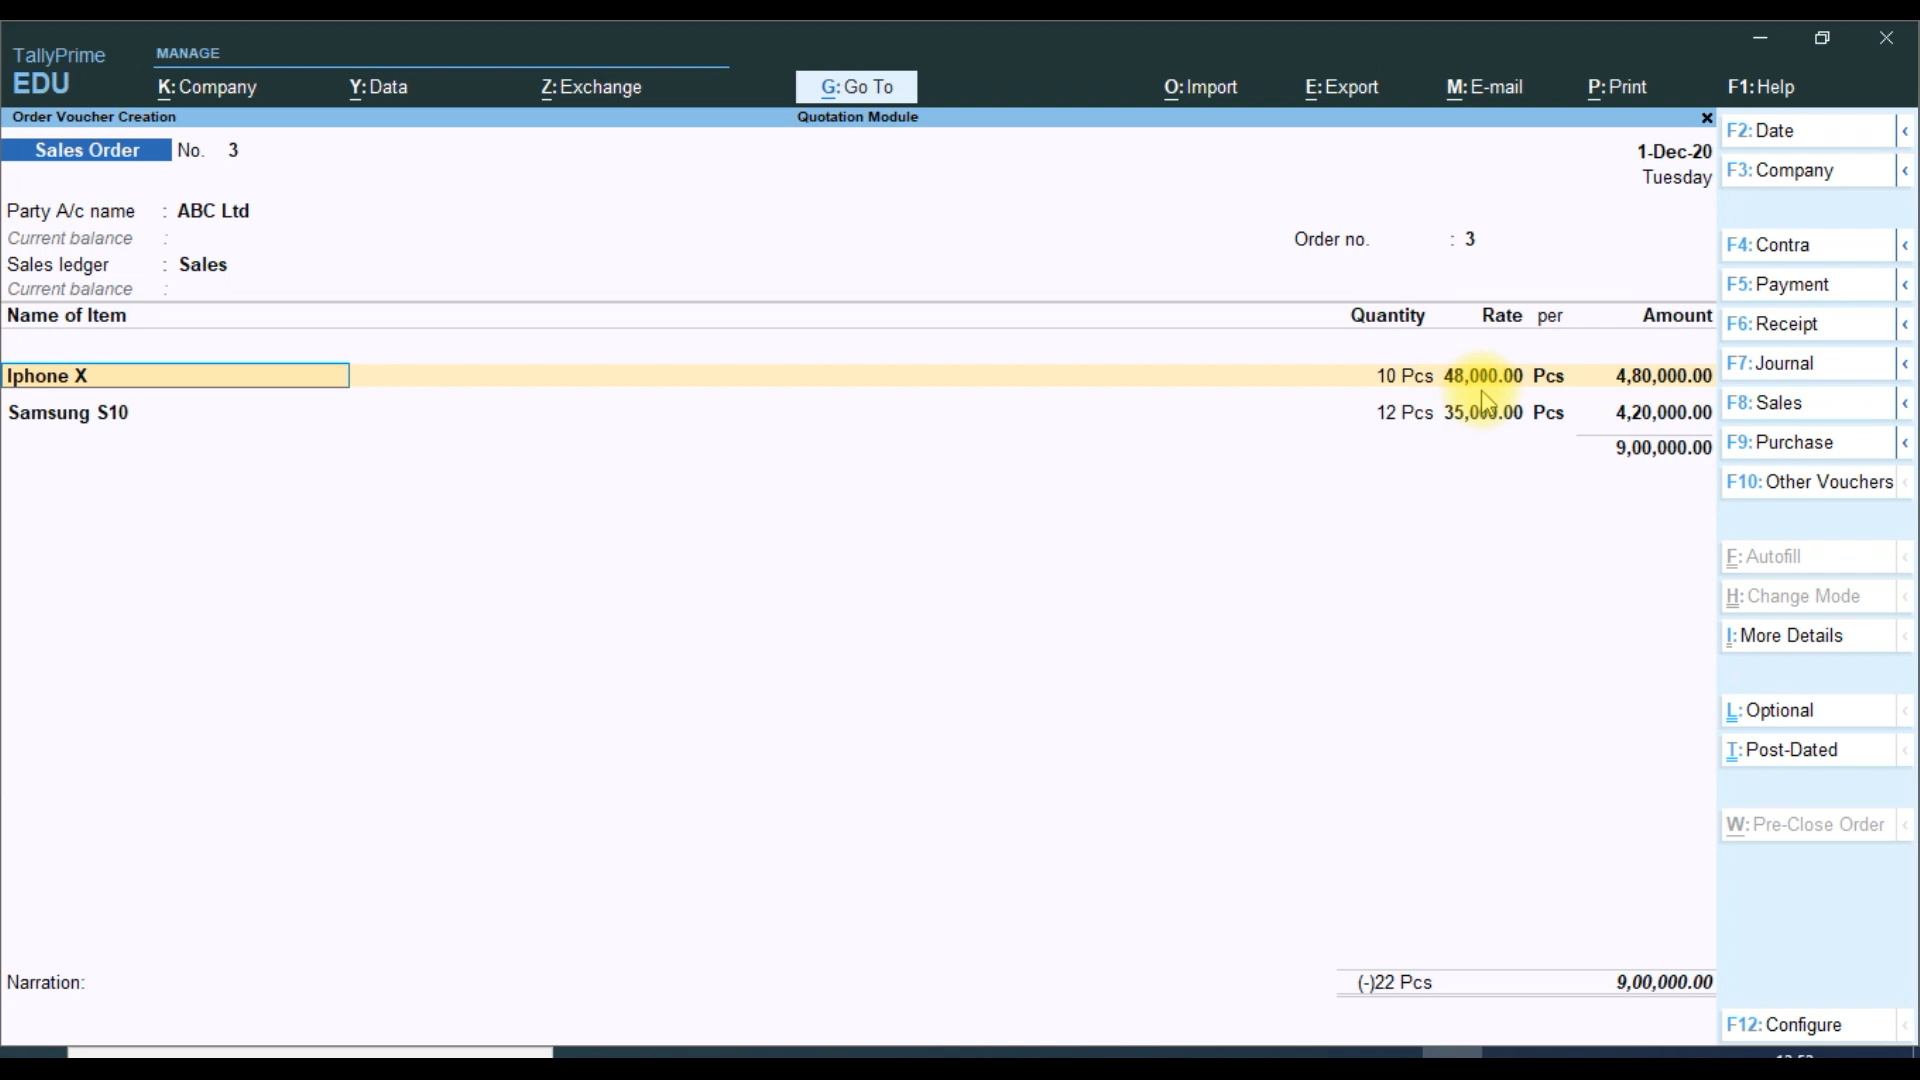 TallyPrime
EDU
MANAGE
K: Company
Y: Data
Z: Exchange
G: Go To
O: Import
E: Export
M: E-mail
P: Print
F1: Help
Order Voucher Creation
Quotation Module
Sales Order No. 3
1-Dec-20
Tuesday
Party A/c name : ABC Ltd
Current balance :
Order no. : 3
Sales ledger : Sales
Current balance :
Name of Item Quantity Rate per Amount
Iphone X 10 Pcs 48,000.00 Pcs 4,80,000.00
Samsung S10 12 Pcs 35,000.00 Pcs 4,20,000.00
9,00,000.00
Narration:
(-)22 Pcs 9,00,000.00
F2: Date
F3: Company
F4: Contra
F5: Payment
F6: Receipt
F7: Journal
F8: Sales
F9: Purchase
F10: Other Vouchers
F: Autofill
H: Change Mode
I: More Details
L: Optional
T: Post-Dated
W: Pre-Close Order
F12: Configure